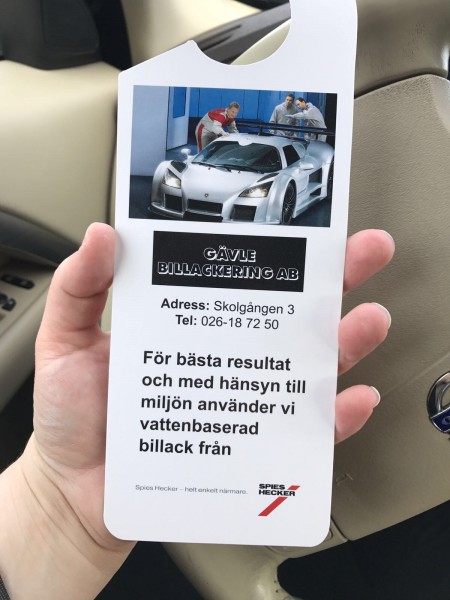 GÄVLE
BILLACKERING AB
Adress: Skolgången 3
Tel: 026-18 72 50
För bästa resultat
och med hänsyn till
miljön använder vi
vattenbaserad
billack från
Spies Hecker – helt enkelt närmare.
SPIES
HECKER